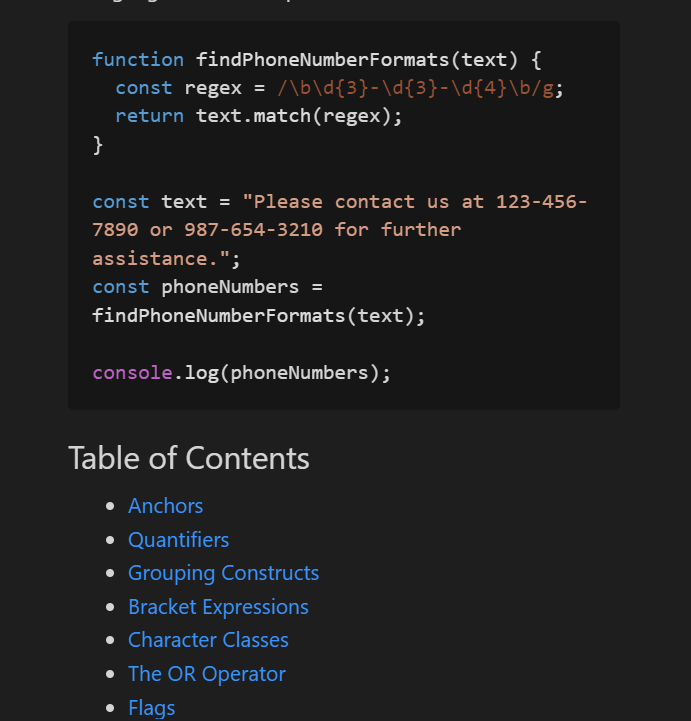 function findPhoneNumberFormats(text) {
  const regex = /\b\d{3}-\d{3}-\d{4}\b/g;
  return text.match(regex);
}
const text = "Please contact us at 123-456-
7890 or 987-654-3210 for further
assistance.";
const phoneNumbers =
findPhoneNumberFormats(text);
console.log(phoneNumbers);
Table of Contents
• Anchors
• Quantifiers
• Grouping Constructs
• Bracket Expressions
• Character Classes
• The OR Operator
• Flags